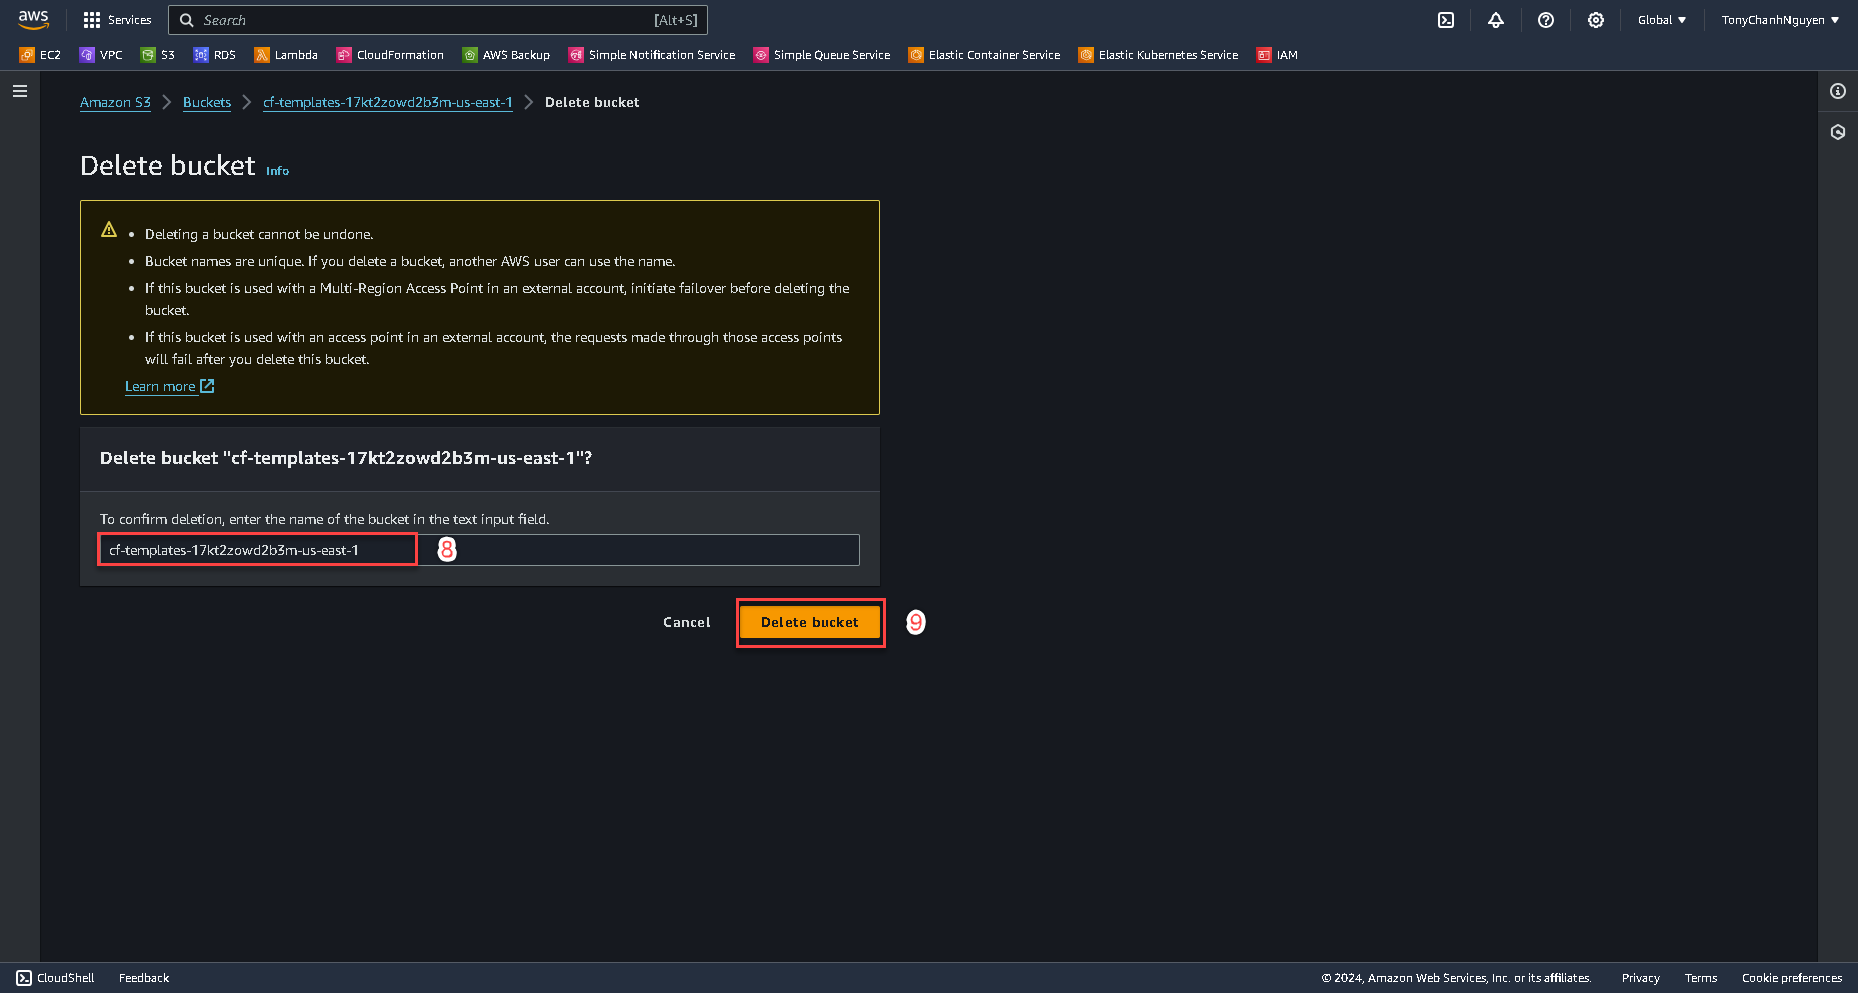 aws
Services
Search
[Alt+S]
Global
TonyChanhNguyen
EC2
VPC
S3
RDS
Lambda
CloudFormation
AWS Backup
Simple Notification Service
Simple Queue Service
Elastic Container Service
Elastic Kubernetes Service
IAM
Amazon S3
Buckets
cf-templates-17kt2zowd2b3m-us-east-1
Delete bucket
Delete bucket
Info
Deleting a bucket cannot be undone.
Bucket names are unique. If you delete a bucket, another AWS user can use the name.
If this bucket is used with a Multi-Region Access Point in an external account, initiate failover before deleting the
bucket.
If this bucket is used with an access point in an external account, the requests made through those access points
will fail after you delete this bucket.
Learn more
Delete bucket "cf-templates-17kt2zowd2b3m-us-east-1"?
To confirm deletion, enter the name of the bucket in the text input field.
cf-templates-17kt2zowd2b3m-us-east-1
8
Cancel
Delete bucket
9
CloudShell
Feedback
© 2024, Amazon Web Services, Inc. or its affiliates.
Privacy
Terms
Cookie preferences